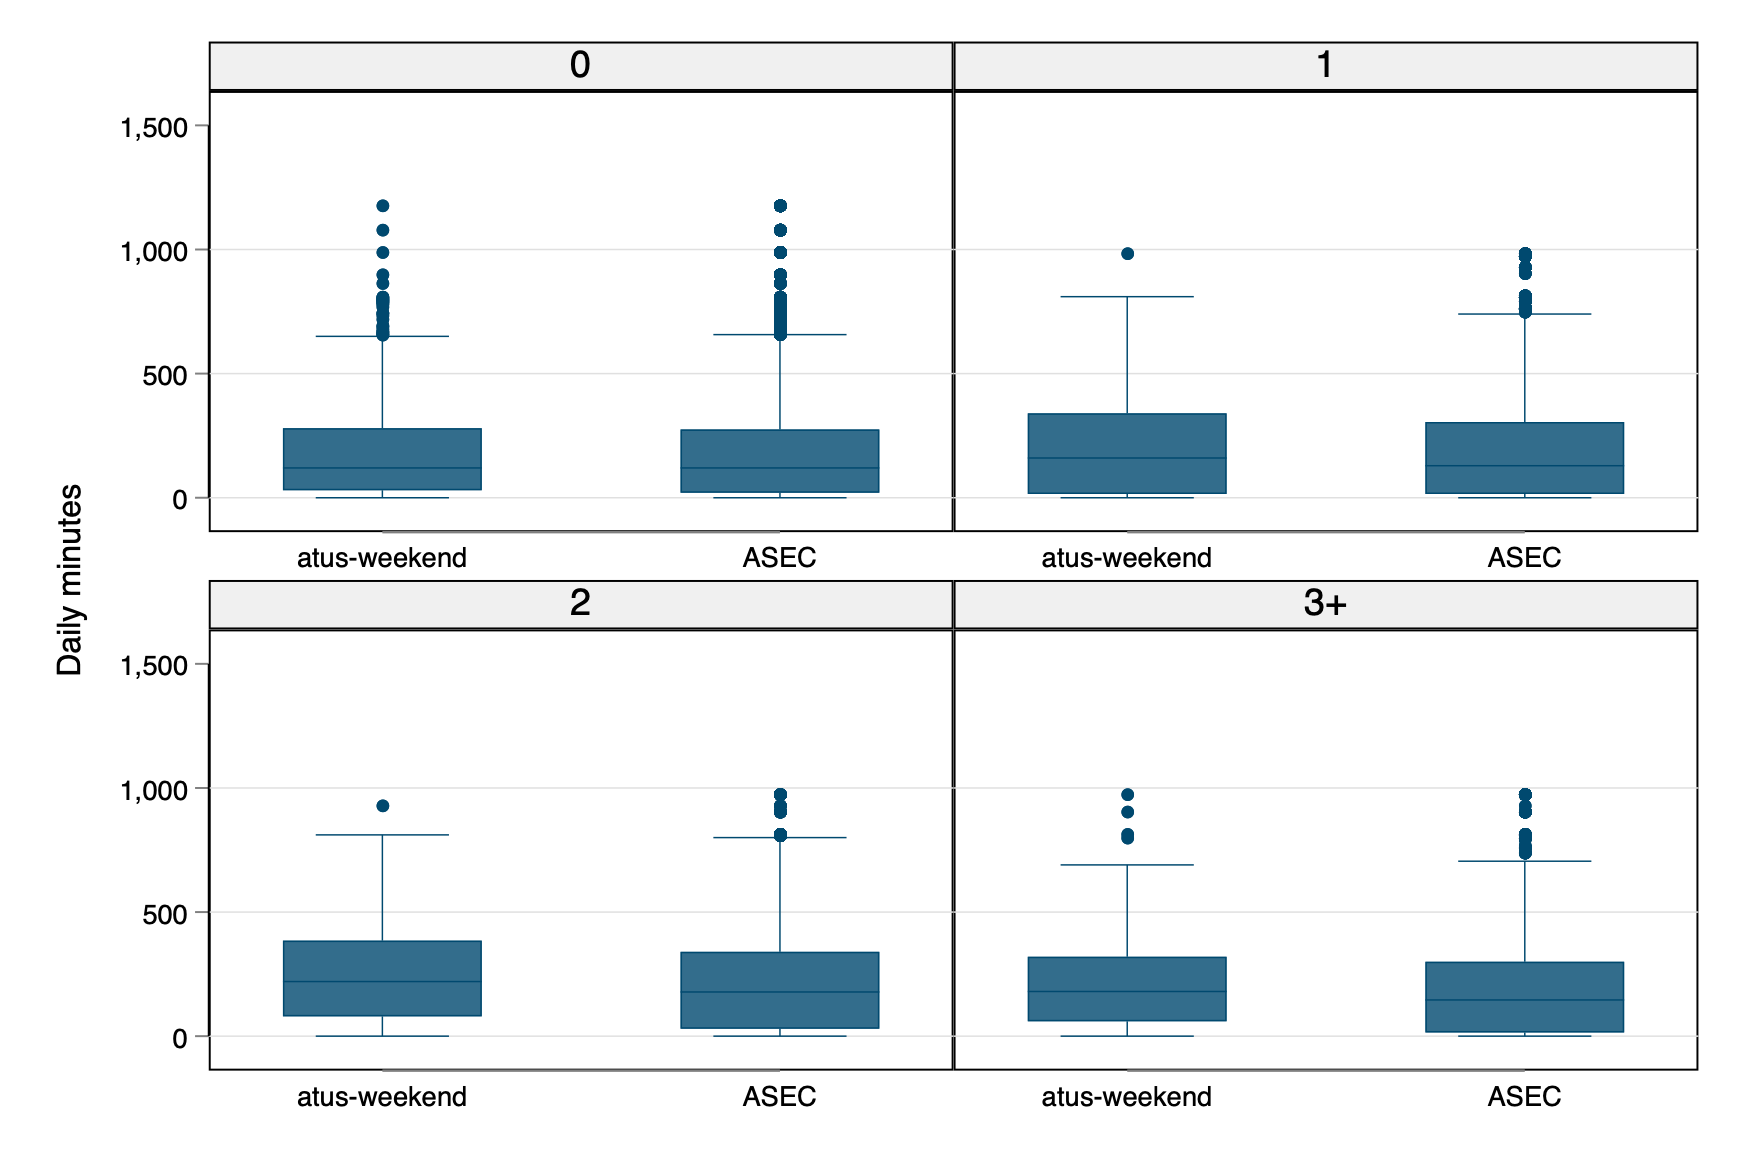 0
1
1,500
1,000
500
0
atus-weekend
ASEC
atus-weekend
ASEC
Daily minutes
2
3+
1,500
1,000
500
0
atus-weekend
ASEC
atus-weekend
ASEC